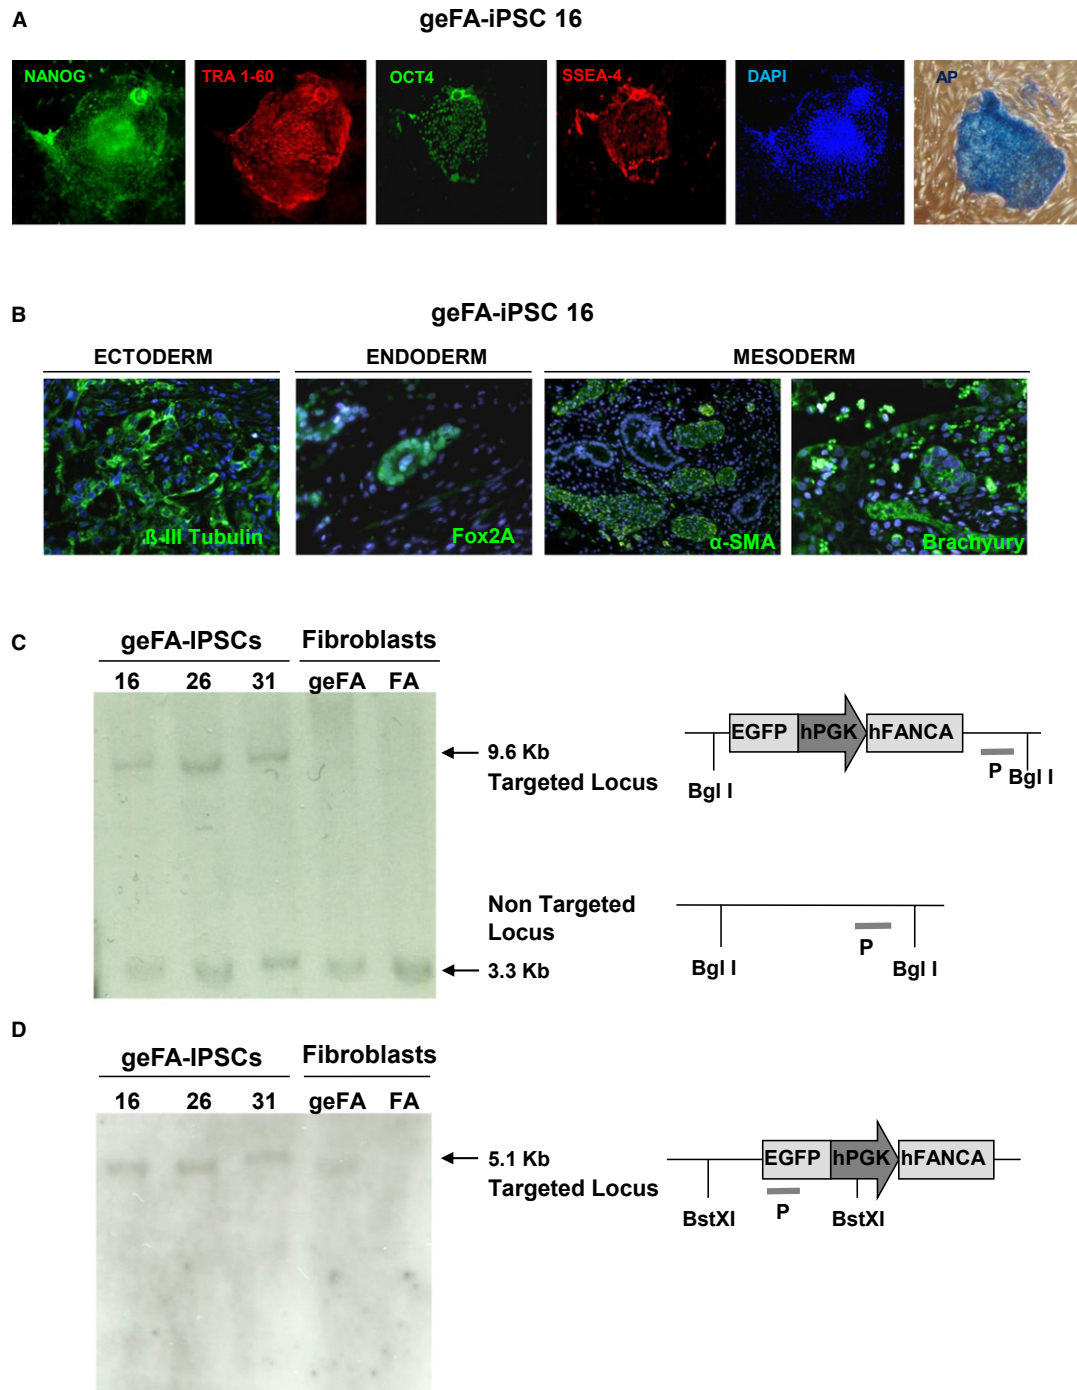 A
geFA-iPSC 16
NANOG
TRA 1-60
OCT4
SSEA-4
DAPI
AP
B
geFA-iPSC 16
ECTODERM
ENDODERM
MESODERM
ß-III Tubulin
Fox2A
α-SMA
Brachyury
C
geFA-IPSCs
Fibroblasts
16 26 31 geFA FA
9.6 Kb
Targeted Locus
EGFP hPGK hFANCA
Bgl I
P
Bgl I
Non Targeted
Locus
3.3 Kb
Bgl I
P
Bgl I
D
geFA-IPSCs
Fibroblasts
16 26 31 geFA FA
5.1 Kb
Targeted Locus
EGFP hPGK hFANCA
BstXI
P
BstXI